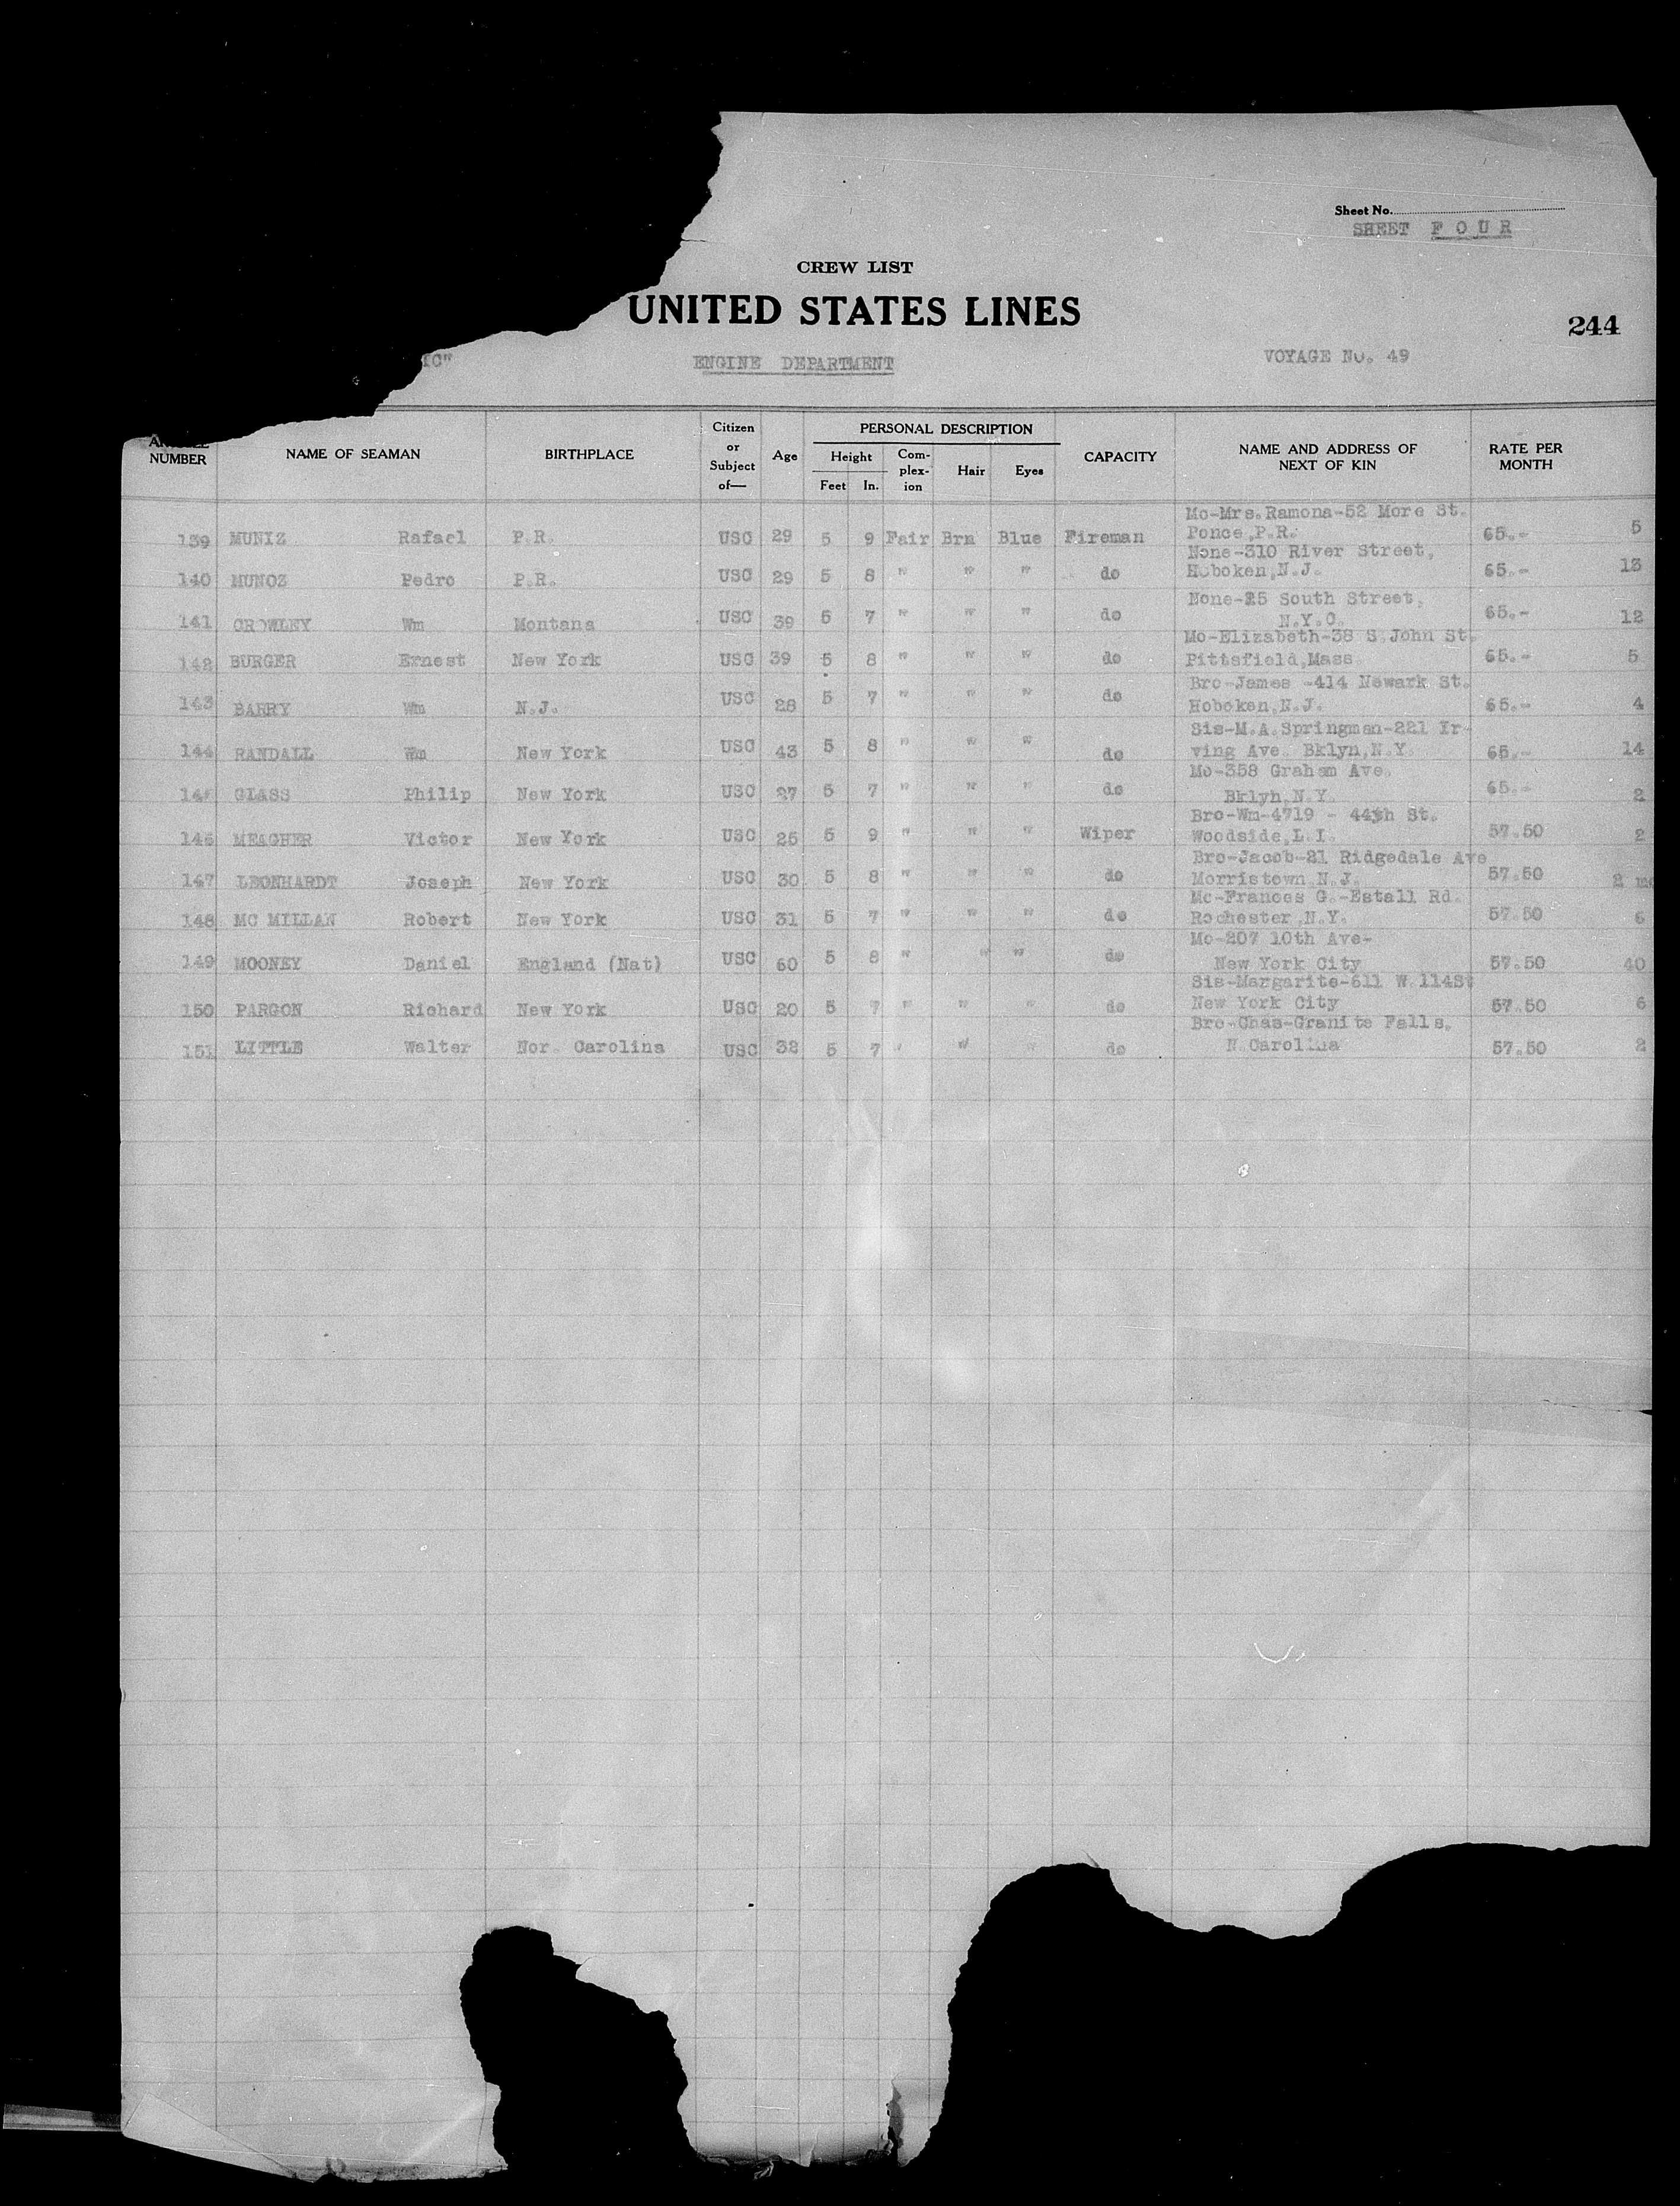 Sheet No.
SHEET F O U R
CREW LIST
UNITED STATES LINES
244
IC"
ENGINE DEPARTMENT
VOYAGE No. 49
NUMBER
NAME OF SEAMAN
BIRTHPLACE
Citizen or Subject of—
Age
PERSONAL DESCRIPTION
Height
Feet In.
Com-plex-ion
Hair
Eyes
CAPACITY
NAME AND ADDRESS OF NEXT OF KIN
RATE PER MONTH
Mo-Mrs.Ramona-52 More St.
139 MUNIZ Rafael P.R. USC 29 5 9 Fair Brn Blue Fireman Ponce,P.R. 65.- 5
None-310 River Street,
140 MUNOZ Pedro P.R. USC 29 5 8 " " " do Hoboken,N.J. 65.- 13
None-25 South Street,
141 CROWLEY Wm Montana USC 39 5 7 " " " do N.Y.C. 65.- 12
Mo-Elizabeth-38 S.John St.
142 BURGER Ernest New York USC 39 5 8 " " " do Pittsfield,Mass. 65.- 5
Bro-James -414 Newark St.
143 BARRY Wm N.J. USC 28 5 7 " " " do Hoboken,N.J. 65.- 4
Sis-M.A.Springman-221 Ir-
144 RANDALL Wm New York USC 43 5 8 " " " do ving Ave. Bklyn,N.Y. 65.- 14
Mo-358 Graham Ave.
145 GLASS Philip New York USC 27 5 7 " " " do Bklyn,N.Y. 65.- 2
Bro-Wm-4719 - 44th St.
146 MEAGHER Victor New York USC 25 5 9 " " " Wiper Woodside,L.I. 57.50 2
Bro-Jacob-21 Ridgedale Ave
147 LEONHARDT Joseph New York USC 30 5 8 " " " do Morristown N.J. 57.50 2 mo
Mo-Frances G.-Estall Rd.
148 MC MILLAN Robert New York USC 31 5 7 " " " do Rochester,N.Y. 57.50 6
Mo-207 10th Ave-
149 MOONEY Daniel England (Nat) USC 60 5 8 " " " do New York City 57.50 40
Sis-Margarite-611 W.114St
150 PARGON Richard New York USC 20 5 7 " " " do New York City 57.50 6
Bro-Chas-Granite Falls.
151 LITTLE Walter Nor. Carolina USC 32 5 7 " " " do N.Carolina 57.50 2